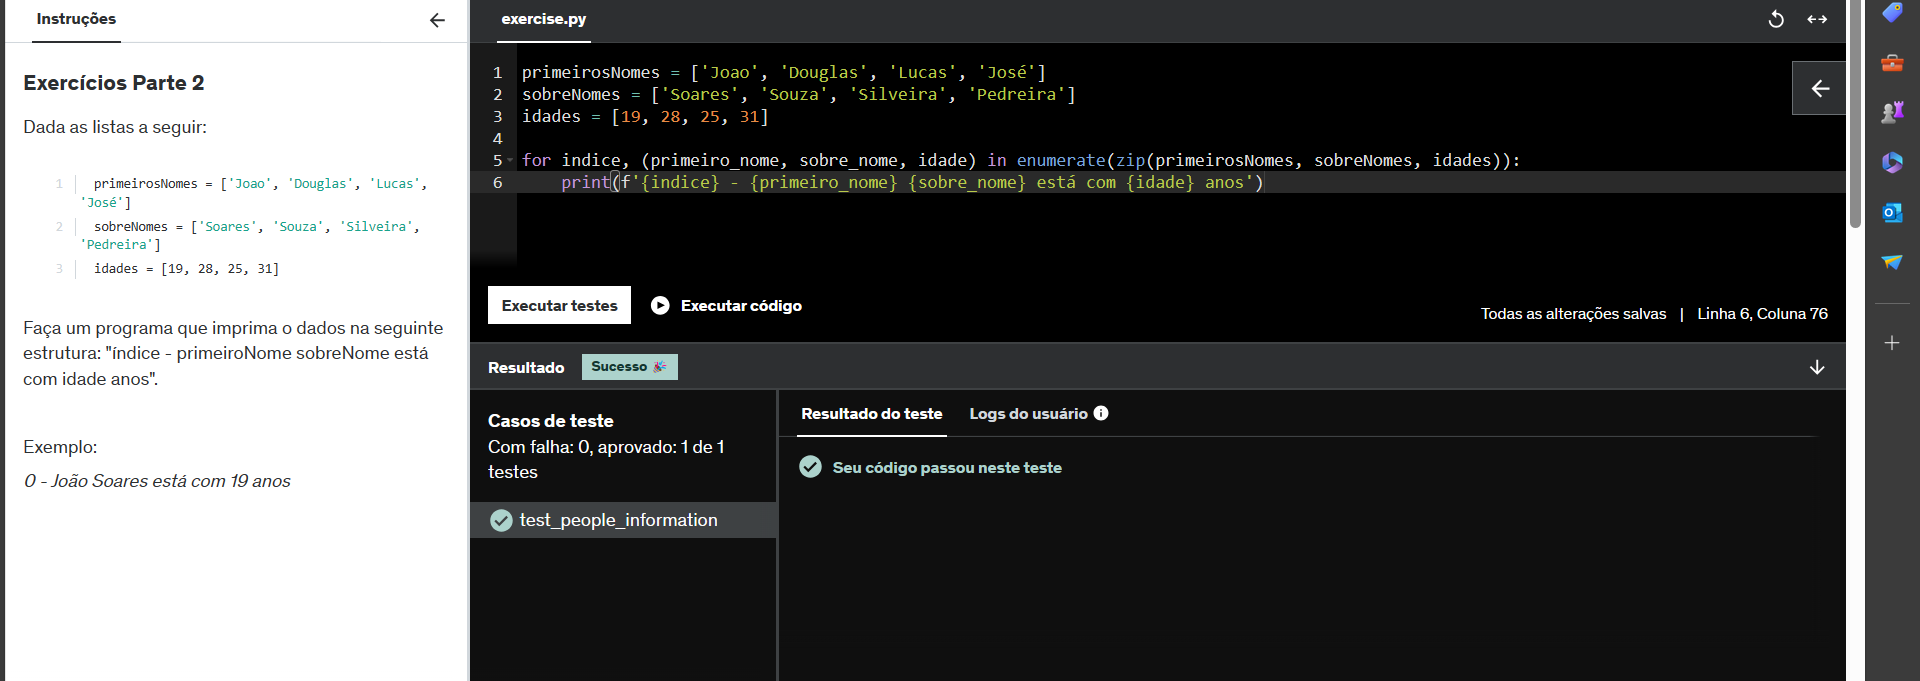 Instruções
Exercícios Parte 2
Dada as listas a seguir:
1 primeirosNomes = ['Joao', 'Douglas', 'Lucas',
'José']
2 sobreNomes = ['Soares', 'Souza', 'Silveira',
'Pedreira']
3 idades = [19, 28, 25, 31]
Faça um programa que imprima o dados na seguinte
estrutura: "índice - primeiroNome sobreNome está
com idade anos".
Exemplo:
0 - João Soares está com 19 anos
exercise.py
1 primeirosNomes = ['Joao', 'Douglas', 'Lucas', 'José']
2 sobreNomes = ['Soares', 'Souza', 'Silveira', 'Pedreira']
3 idades = [19, 28, 25, 31]
4
5 for indice, (primeiro_nome, sobre_nome, idade) in enumerate(zip(primeirosNomes, sobreNomes, idades)):
6 print(f'{indice} - {primeiro_nome} {sobre_nome} está com {idade} anos')
Executar testes Executar código
Todas as alterações salvas | Linha 6, Coluna 76
Resultado Sucesso
Casos de teste
Com falha: 0, aprovado: 1 de 1
testes
test_people_information
Resultado do teste Logs do usuário
Seu código passou neste teste